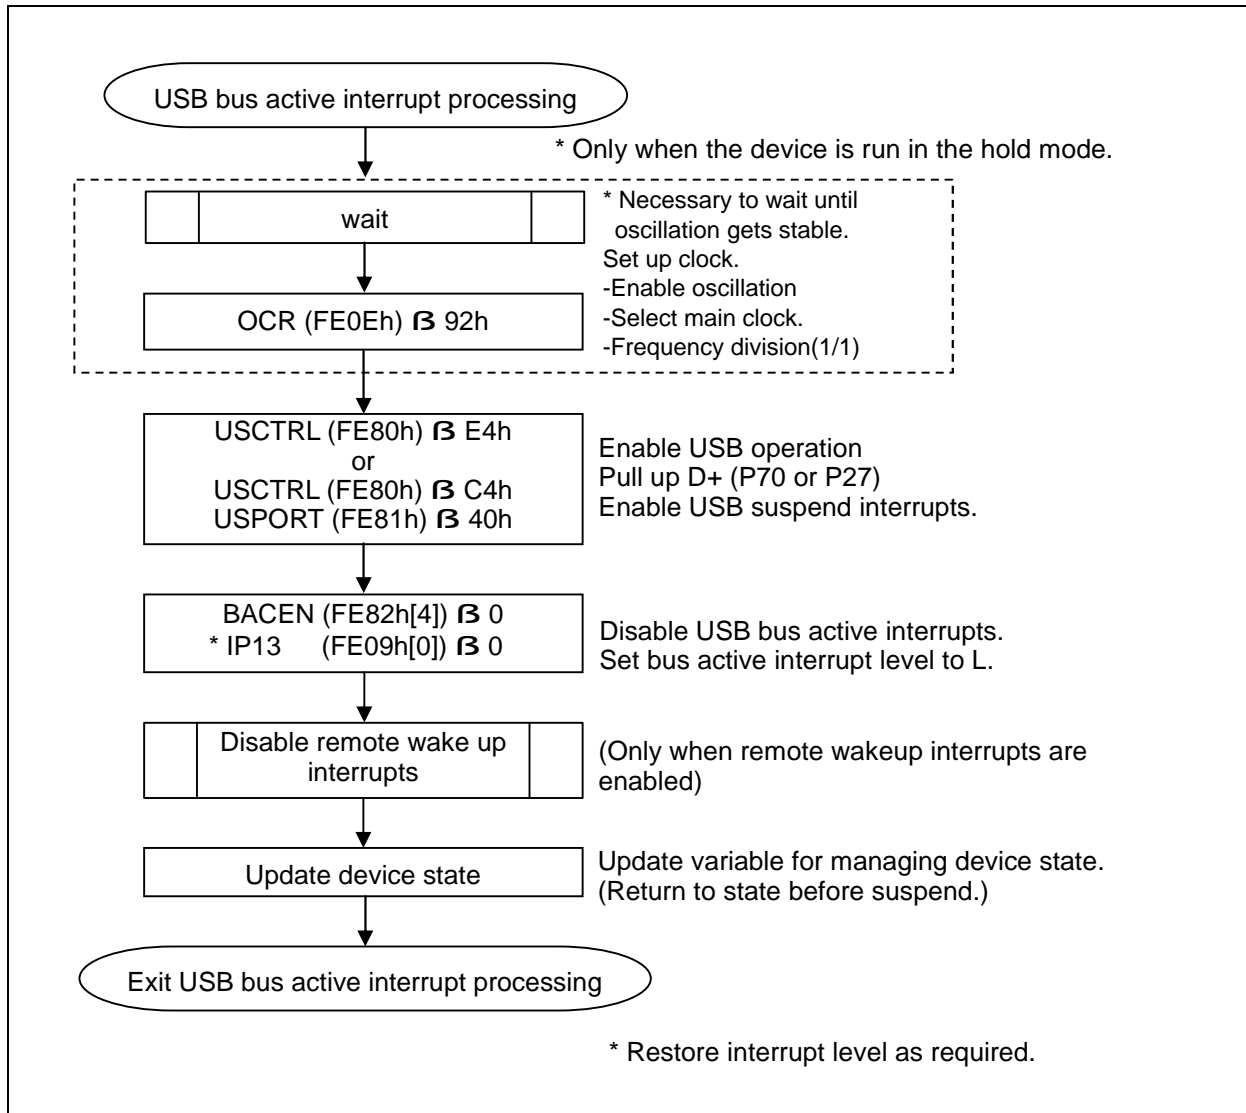 USB bus active interrupt processing
* Only when the device is run in the hold mode.
wait
* Necessary to wait until
oscillation gets stable.
Set up clock.
-Enable oscillation
-Select main clock.
-Frequency division(1/1)
OCR (FE0Eh) ß 92h
USCTRL (FE80h) ß E4h
or
USCTRL (FE80h) ß C4h
USPORT (FE81h) ß 40h
Enable USB operation
Pull up D+ (P70 or P27)
Enable USB suspend interrupts.
BACEN (FE82h[4]) ß 0
* IP13 (FE09h[0]) ß 0
Disable USB bus active interrupts.
Set bus active interrupt level to L.
Disable remote wake up
interrupts
(Only when remote wakeup interrupts are
enabled)
Update device state
Update variable for managing device state.
(Return to state before suspend.)
Exit USB bus active interrupt processing
* Restore interrupt level as required.